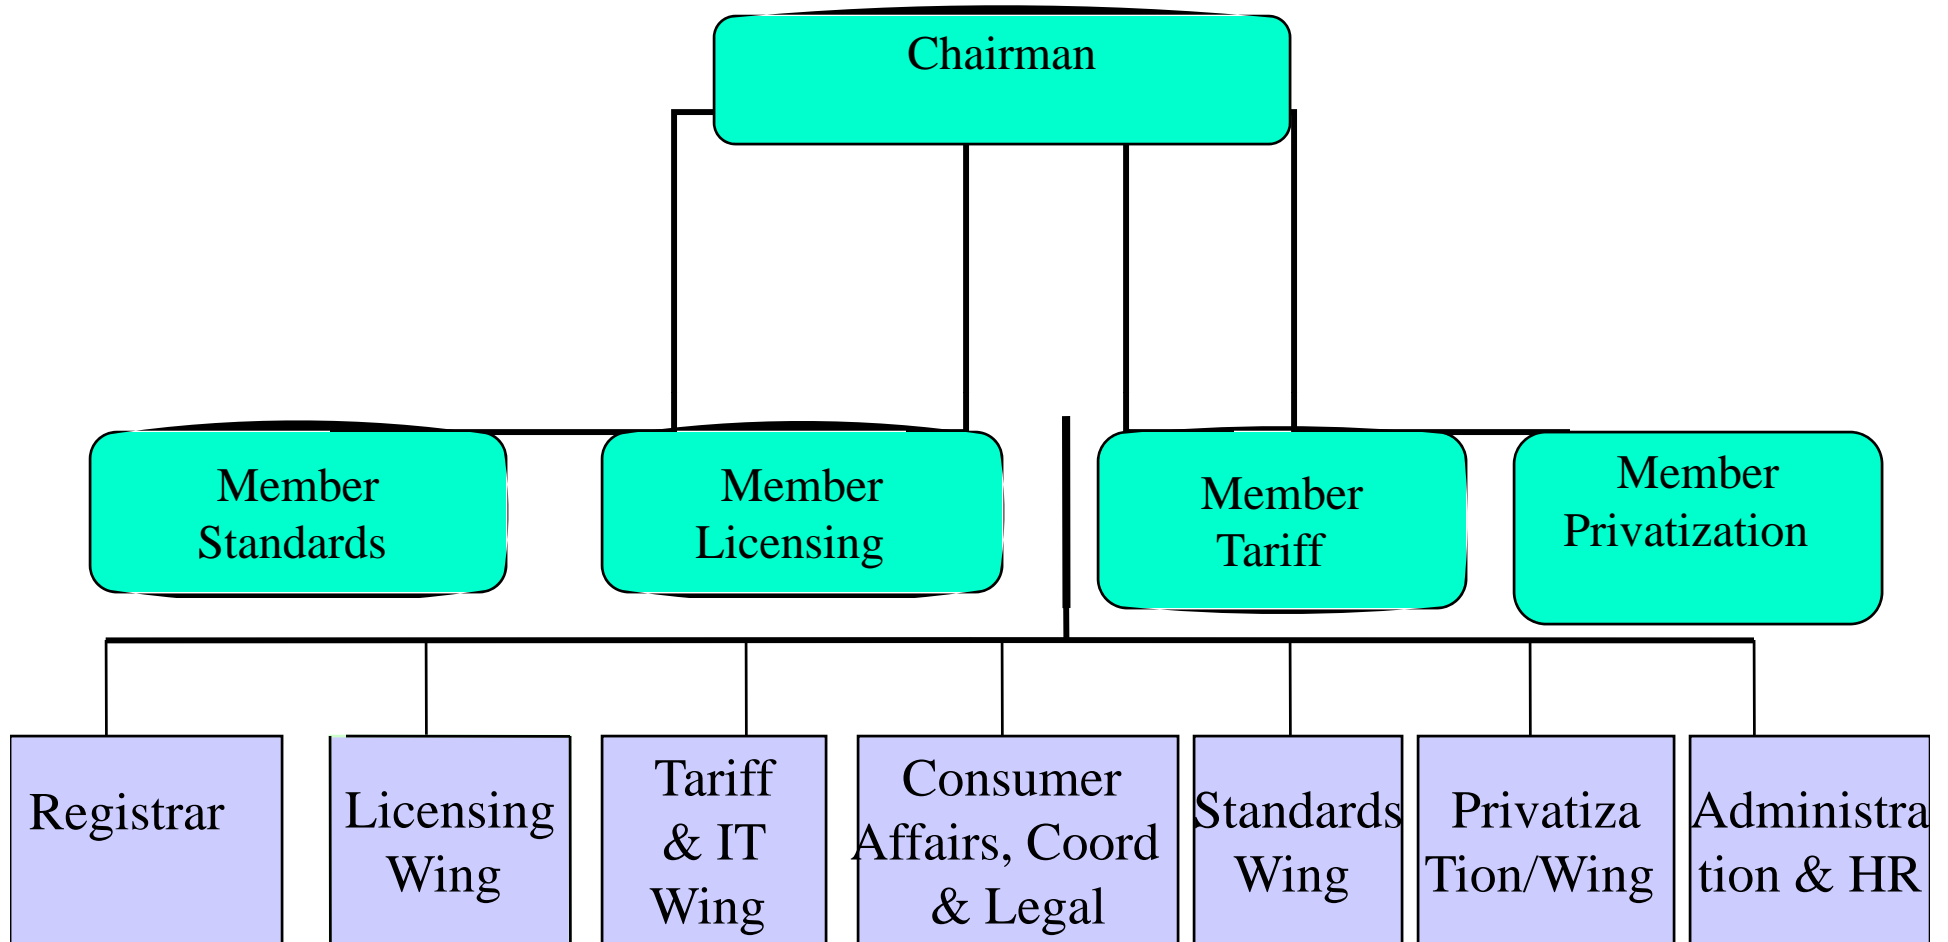 Chairman
Member
Standards
Member
Licensing
Member
Tariff
Member
Privatization
Registrar
Licensing
Wing
Tariff
& IT
Wing
Consumer
Affairs, Coord
& Legal
Standards
Wing
Privatiza
Tion/Wing
Administra
tion & HR